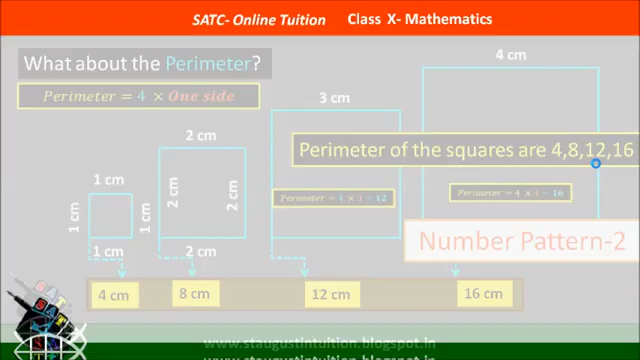 SATC- Online Tuition Class X- Mathematics
What about the Perimeter?
Perimeter = 4 × One side
4 cm
3 cm
2 cm
1 cm
Perimeter of the squares are 4,8,12,16
1 cm
1 cm
2 cm
2 cm
Perimeter = 4 × 3 = 12
Perimeter = 4 × 4 = 16
1 cm
2 cm
Number Pattern-2
4 cm
8 cm
12 cm
16 cm
www.staugustintuition.blogspot.in
www.staugustintuition.blogspot.in